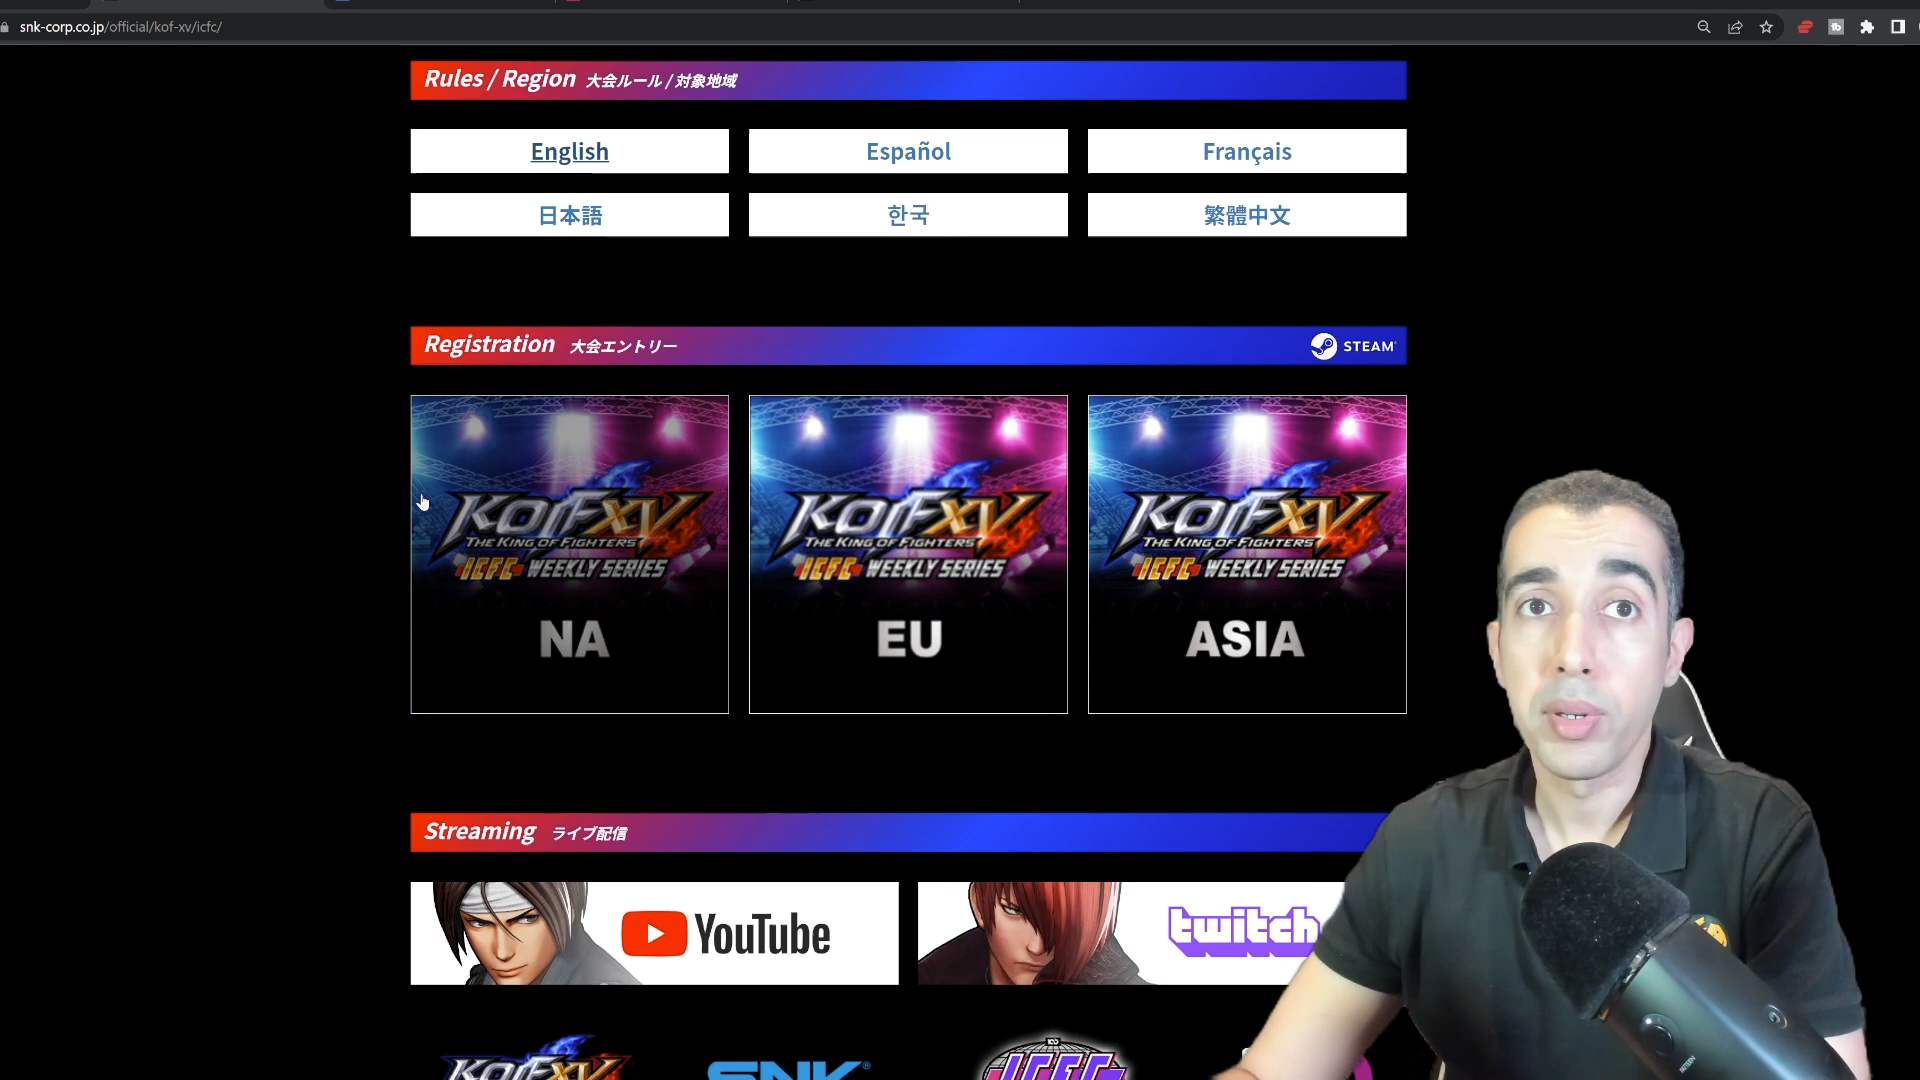 snk-corp.co.jp/official/kof-xv/icfc/
Rules / Region 大会ルール / 対象地域
English
Español
Français
日本語
한국
繁體中文
Registration 大会エントリー
STEAM
KOF XV
THE KING OF FIGHTERS
ICFC WEEKLY SERIES
NA
KOF XV
THE KING OF FIGHTERS
ICFC WEEKLY SERIES
EU
KOF XV
THE KING OF FIGHTERS
ICFC WEEKLY SERIES
ASIA
Streaming ライブ配信
YouTube
twitch
KOF XV
SNK
ICFC